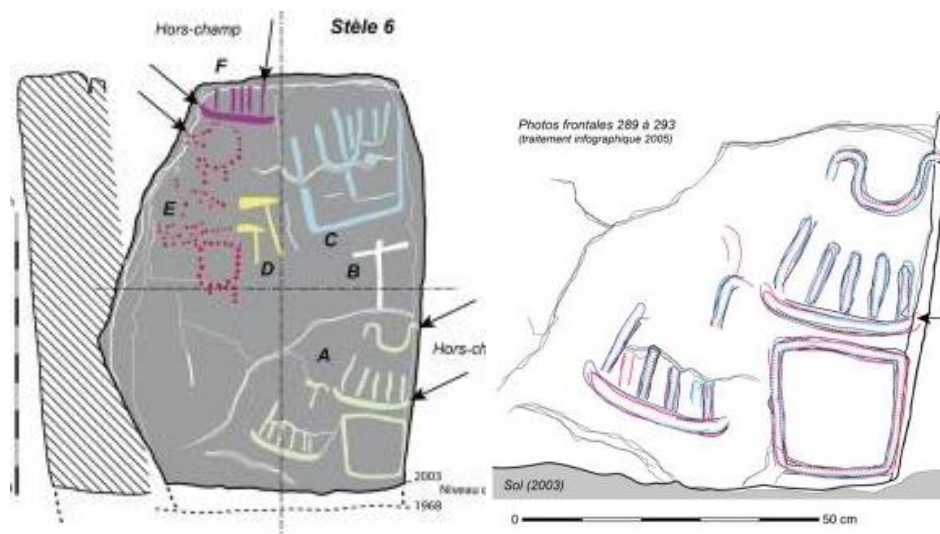 Hors-champ
Stèle 6
F
E
D
C
B
A
Hors-ch
2003
Niveau d
1968
Photos frontales 289 à 293
(traitement infographique 2005)
Sol (2003)
0
50 cm